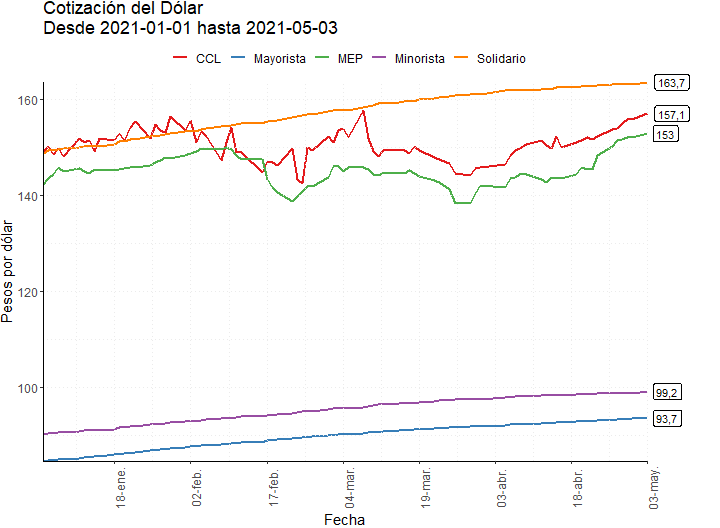 Cotización del Dólar
Desde 2021-01-01 hasta 2021-05-03
CCL Mayorista MEP Minorista Solidario
163,7
160
157,1
153
140
120
100
99,2
93,7
Pesos por dólar
18-ene.
02-feb.
17-feb.
04-mar.
19-mar.
03-abr.
18-abr.
03-may.
Fecha